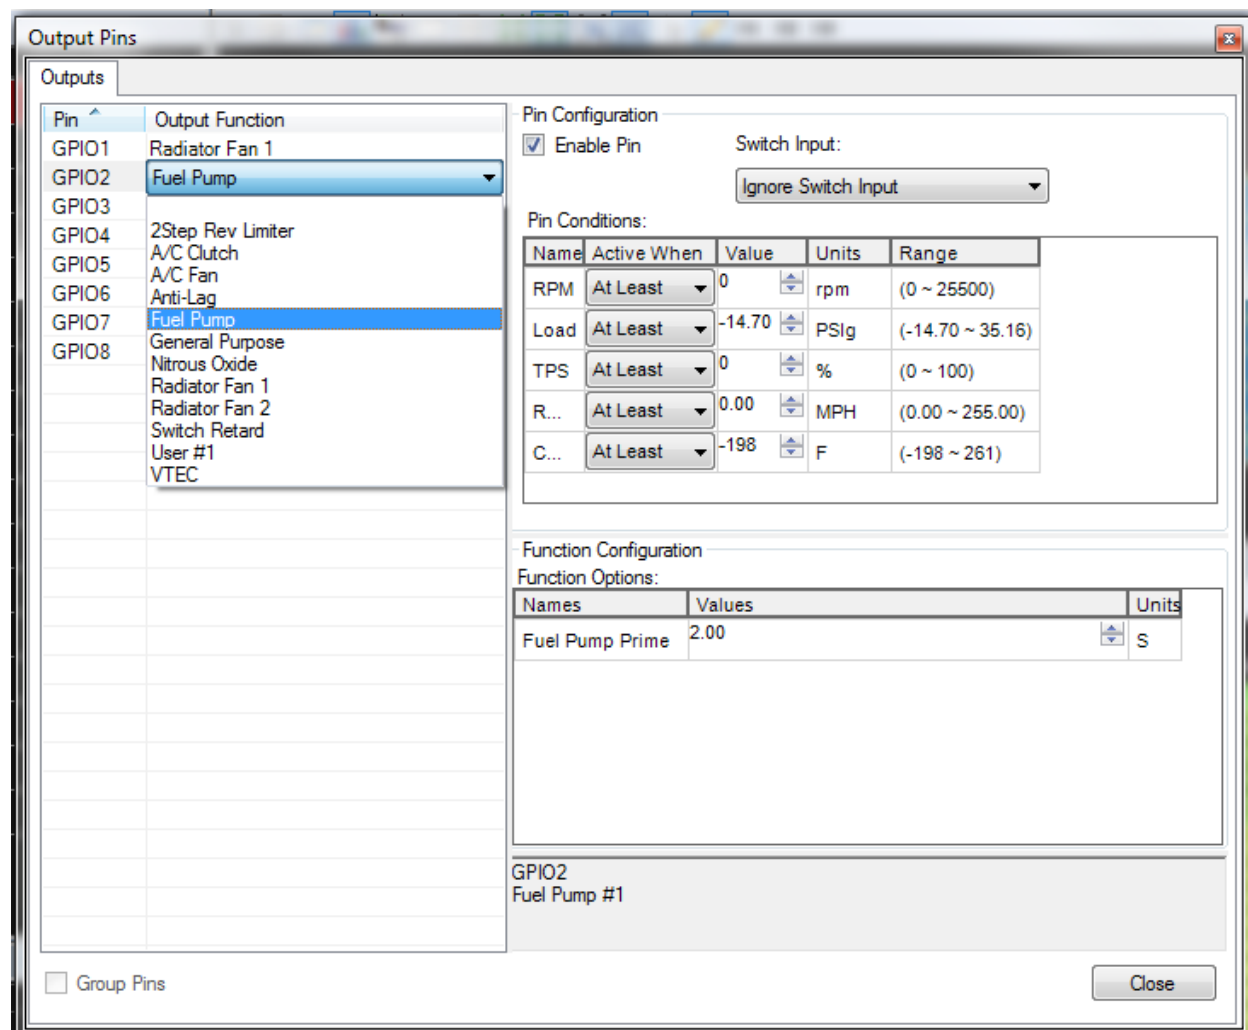 Output Pins
Outputs
Pin Output Function
GPIO1 Radiator Fan 1
GPIO2 Fuel Pump
GPIO3
GPIO4
GPIO5
GPIO6
GPIO7
GPIO8
2Step Rev Limiter
A/C Clutch
A/C Fan
Anti-Lag
Fuel Pump
General Purpose
Nitrous Oxide
Radiator Fan 1
Radiator Fan 2
Switch Retard
User #1
VTEC
Pin Configuration
Enable Pin Switch Input:
Ignore Switch Input
Pin Conditions:
Name Active When Value Units Range
RPM At Least 0 rpm (0 ~ 25500)
Load At Least -14.70 PSIg (-14.70 ~ 35.16)
TPS At Least 0 % (0 ~ 100)
R... At Least 0.00 MPH (0.00 ~ 255.00)
C... At Least -198 F (-198 ~ 261)
Function Configuration
Function Options:
Names Values Units
Fuel Pump Prime 2.00 S
GPIO2
Fuel Pump #1
Group Pins Close